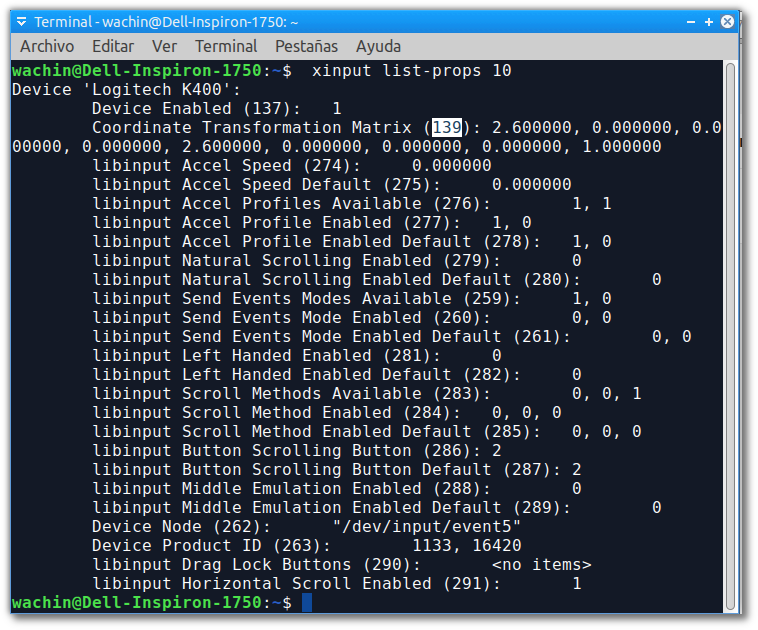 Terminal - wachin@Dell-Inspiron-1750: ~
Archivo Editar Ver Terminal Pestañas Ayuda
wachin@Dell-Inspiron-1750:~$  xinput list-props 10
Device 'Logitech K400':
Device Enabled (137): 1
Coordinate Transformation Matrix (139): 2.600000, 0.000000, 0.0
00000, 0.000000, 2.600000, 0.000000, 0.000000, 0.000000, 1.000000
libinput Accel Speed (274): 0.000000
libinput Accel Speed Default (275): 0.000000
libinput Accel Profiles Available (276): 1, 1
libinput Accel Profile Enabled (277): 1, 0
libinput Accel Profile Enabled Default (278): 1, 0
libinput Natural Scrolling Enabled (279): 0
libinput Natural Scrolling Enabled Default (280): 0
libinput Send Events Modes Available (259): 1, 0
libinput Send Events Mode Enabled (260): 0, 0
libinput Send Events Mode Enabled Default (261): 0, 0
libinput Left Handed Enabled (281): 0
libinput Left Handed Enabled Default (282): 0
libinput Scroll Methods Available (283): 0, 0, 1
libinput Scroll Method Enabled (284): 0, 0, 0
libinput Scroll Method Enabled Default (285): 0, 0, 0
libinput Button Scrolling Button (286): 2
libinput Button Scrolling Button Default (287): 2
libinput Middle Emulation Enabled (288): 0
libinput Middle Emulation Enabled Default (289): 0
Device Node (262): "/dev/input/event5"
Device Product ID (263): 1133, 16420
libinput Drag Lock Buttons (290): <no items>
libinput Horizontal Scroll Enabled (291): 1
wachin@Dell-Inspiron-1750:~$